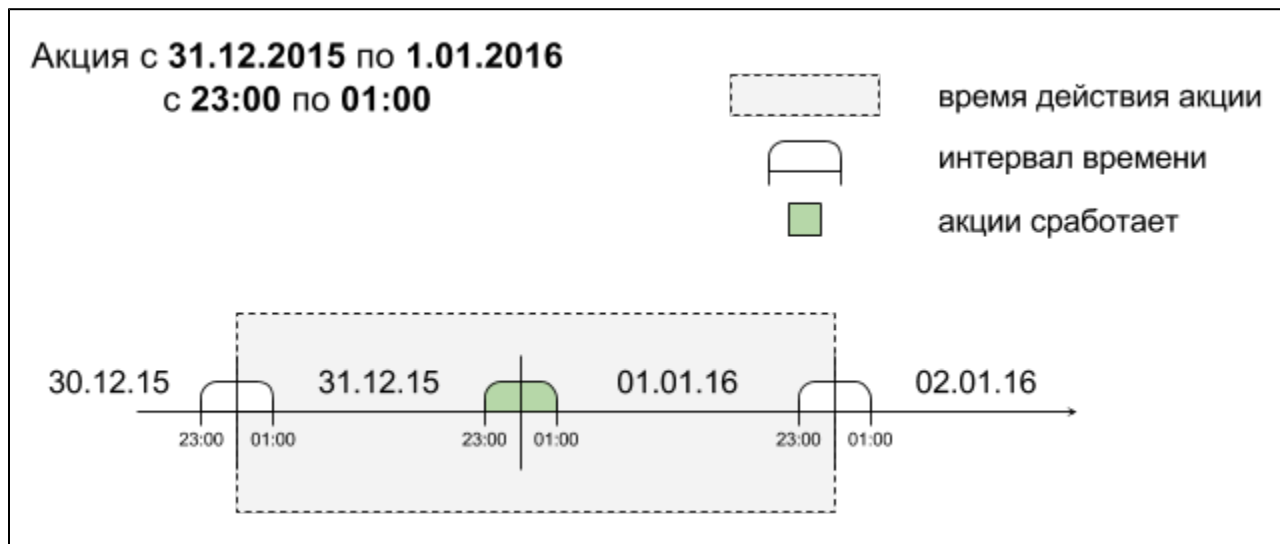 Акция с 31.12.2015 по 1.01.2016
с 23:00 по 01:00
время действия акции
интервал времени
акции сработает
30.12.15 31.12.15 01.01.16 02.01.16
23:00 01:00 23:00 01:00 23:00 01:00